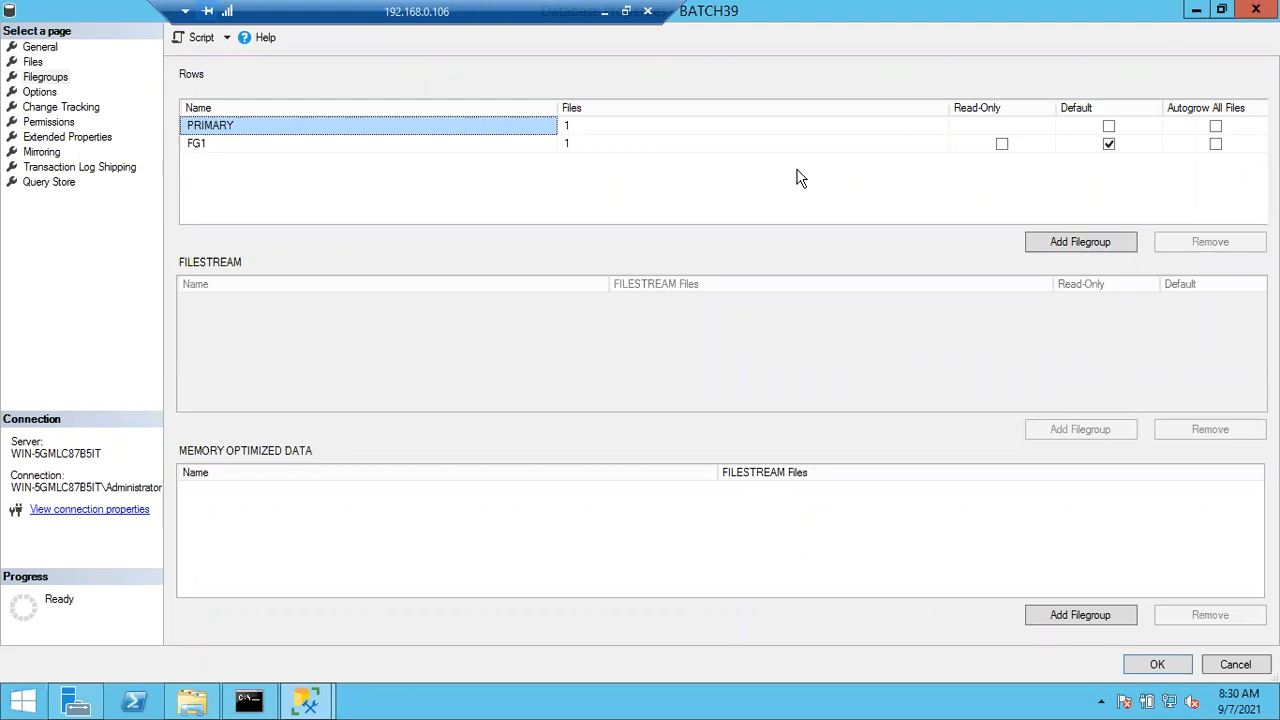 192.168.0.106
Database Properties - BATCH39
Select a page
General
Files
Filegroups
Options
Change Tracking
Permissions
Extended Properties
Mirroring
Transaction Log Shipping
Query Store
Script
Help
Rows
Name Files Read-Only Default Autogrow All Files
PRIMARY 1
FG1 1
Add Filegroup Remove
FILESTREAM
Name FILESTREAM Files Read-Only Default
Add Filegroup Remove
MEMORY OPTIMIZED DATA
Name FILESTREAM Files
Add Filegroup Remove
Connection
Server:
WIN-5GMLC87B5IT
Connection:
WIN-5GMLC87B5IT\Administrator
View connection properties
Progress
Ready
OK Cancel
8:30 AM
9/7/2021